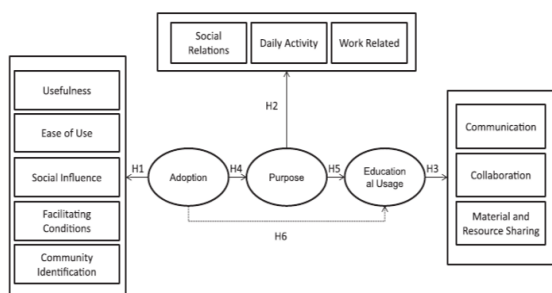 Social
Relations
Daily Activity
Work Related
Usefulness
Ease of Use
Social Influence
Facilitating
Conditions
Community
Identification
H2
H1
Adoption
H4
Purpose
H5
Education
al Usage
H3
H6
Communication
Collaboration
Material and
Resource Sharing